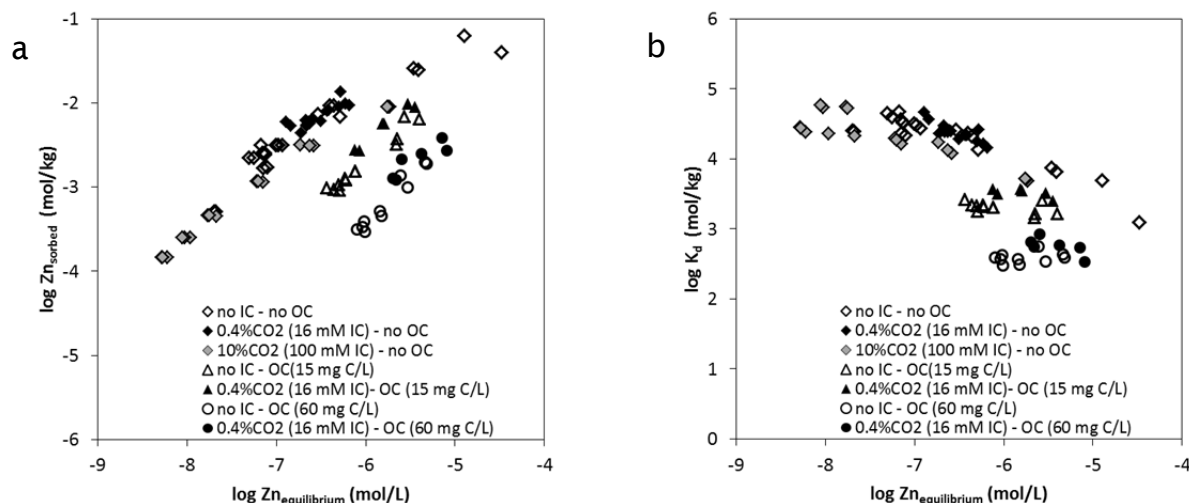 a
log Zn_sorbed (mol/kg)
-1
-2
-3
-4
-5
-6
no IC - no OC
0.4%CO2 (16 mM IC) - no OC
10%CO2 (100 mM IC) - no OC
no IC - OC(15 mg C/L)
0.4%CO2 (16 mM IC)- OC (15 mg C/L)
no IC - OC (60 mg C/L)
0.4%CO2 (16 mM IC) - OC (60 mg C/L)
-9 -8 -7 -6 -5 -4
log Zn_equilibrium (mol/L)
b
log K_d (mol/kg)
6
5
4
3
2
1
0
no IC - no OC
0.4%CO2 (16 mM IC) - no OC
10%CO2 (100 mM IC) - no OC
no IC - OC(15 mg C/L)
0.4%CO2 (16 mM IC)- OC (15 mg C/L)
no IC - OC (60 mg C/L)
0.4%CO2 (16 mM IC) - OC (60 mg C/L)
-9 -8 -7 -6 -5 -4
log Zn_equilibrium (mol/L)